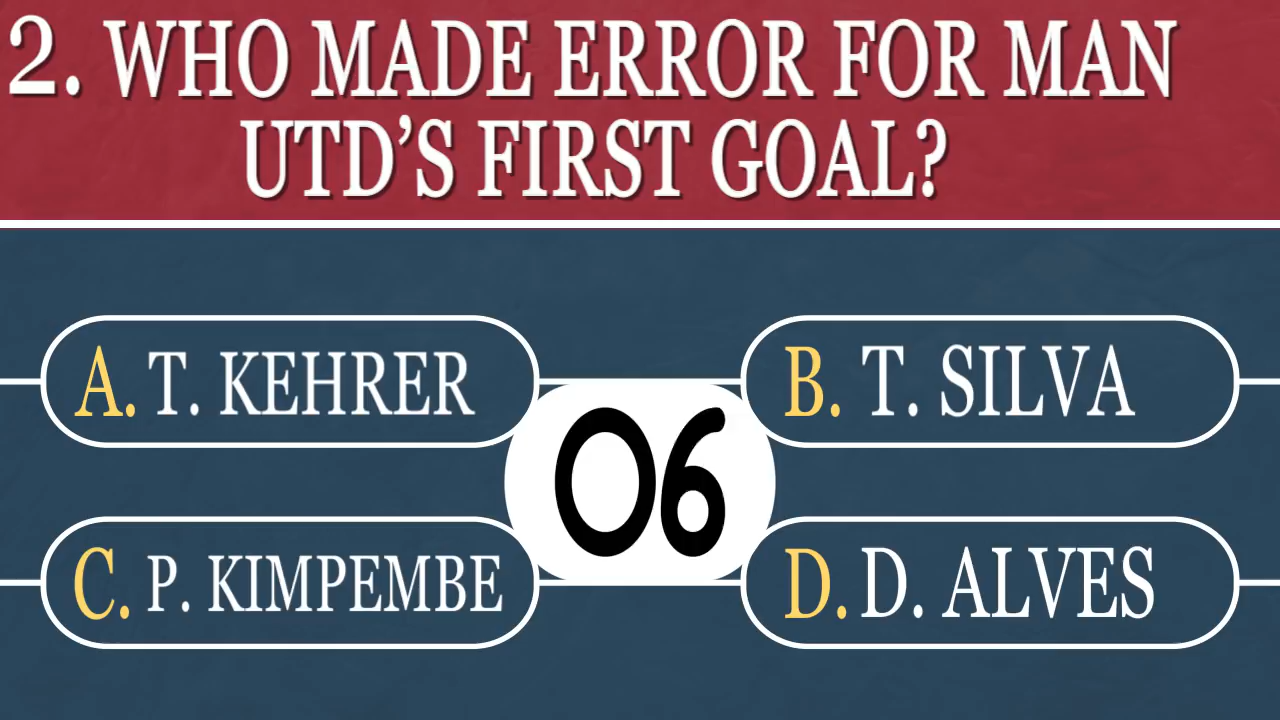 2. WHO MADE ERROR FOR MAN
UTD’S FIRST GOAL?
A. T. KEHRER
B. T. SILVA
06
C. P. KIMPEMBE
D. D. ALVES